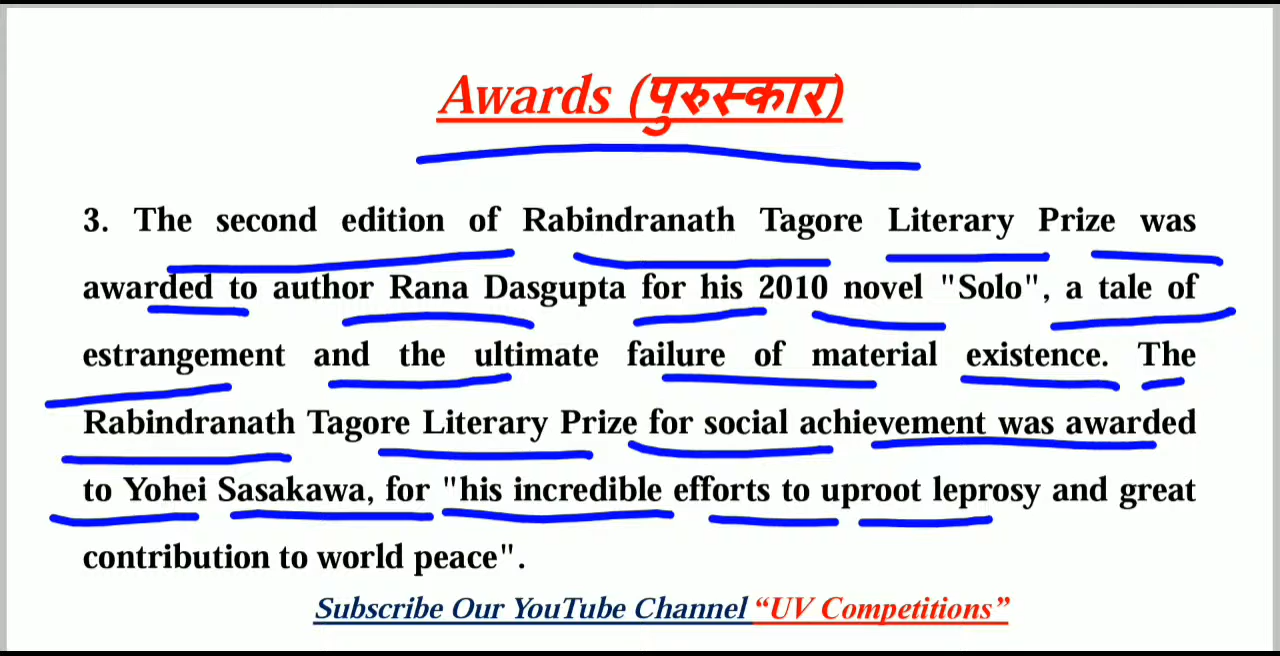 Awards (पुरुस्कार)
3. The second edition of Rabindranath Tagore Literary Prize was
awarded to author Rana Dasgupta for his 2010 novel "Solo", a tale of
estrangement and the ultimate failure of material existence. The
Rabindranath Tagore Literary Prize for social achievement was awarded
to Yohei Sasakawa, for "his incredible efforts to uproot leprosy and great
contribution to world peace".
Subscribe Our YouTube Channel “UV Competitions”